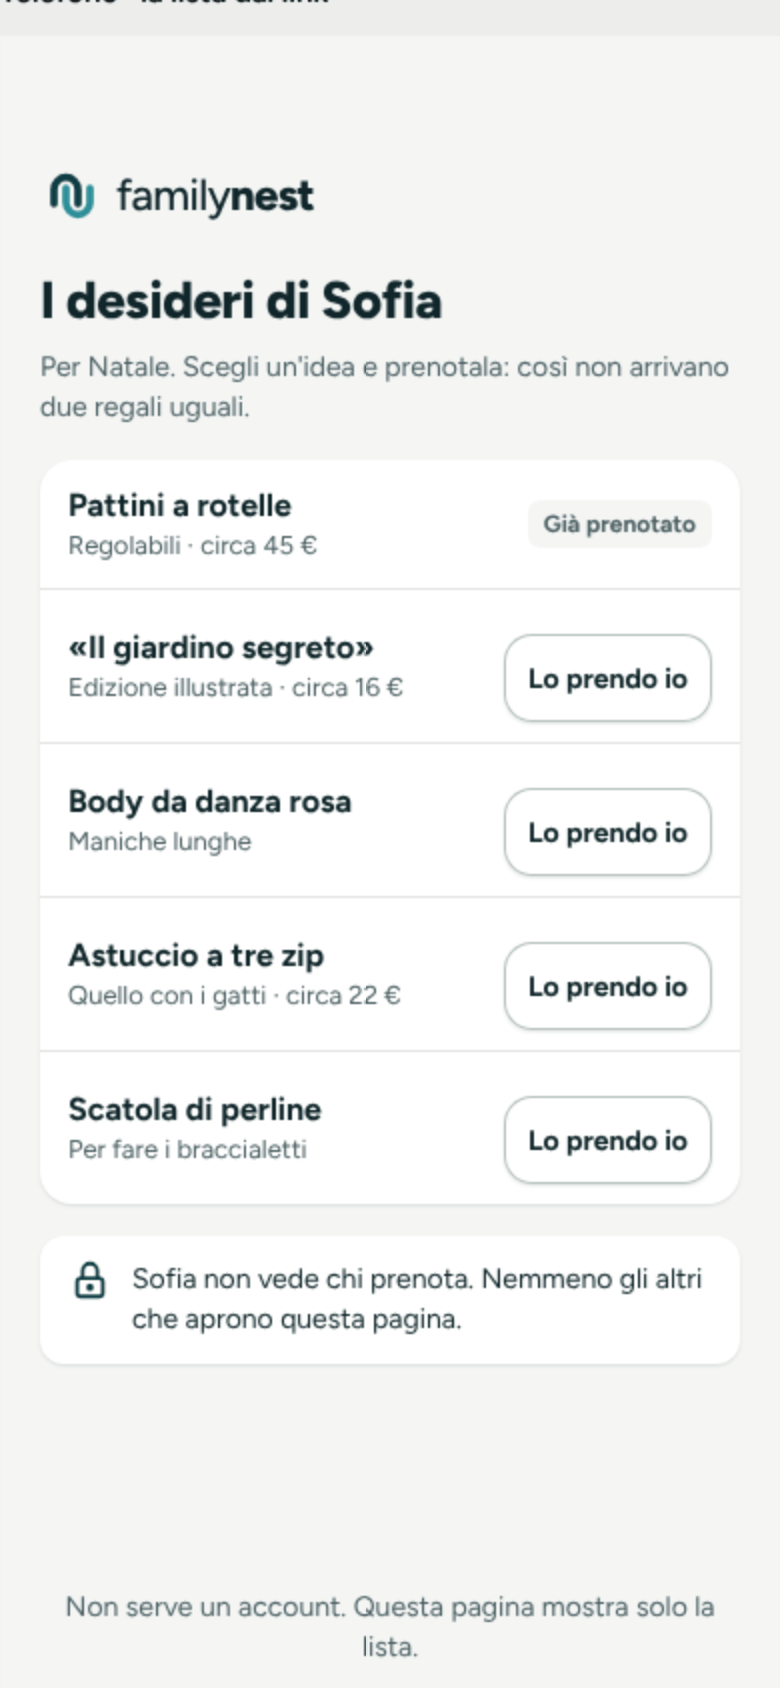 familynest
I desideri di Sofia
Per Natale. Scegli un'idea e prenotala: così non arrivano
due regali uguali.
Pattini a rotelle
Regolabili · circa 45 €
Già prenotato
«Il giardino segreto»
Edizione illustrata · circa 16 €
Lo prendo io
Body da danza rosa
Maniche lunghe
Lo prendo io
Astuccio a tre zip
Quello con i gatti · circa 22 €
Lo prendo io
Scatola di perline
Per fare i braccialetti
Lo prendo io
Sofia non vede chi prenota. Nemmeno gli altri
che aprono questa pagina.
Non serve un account. Questa pagina mostra solo la
lista.